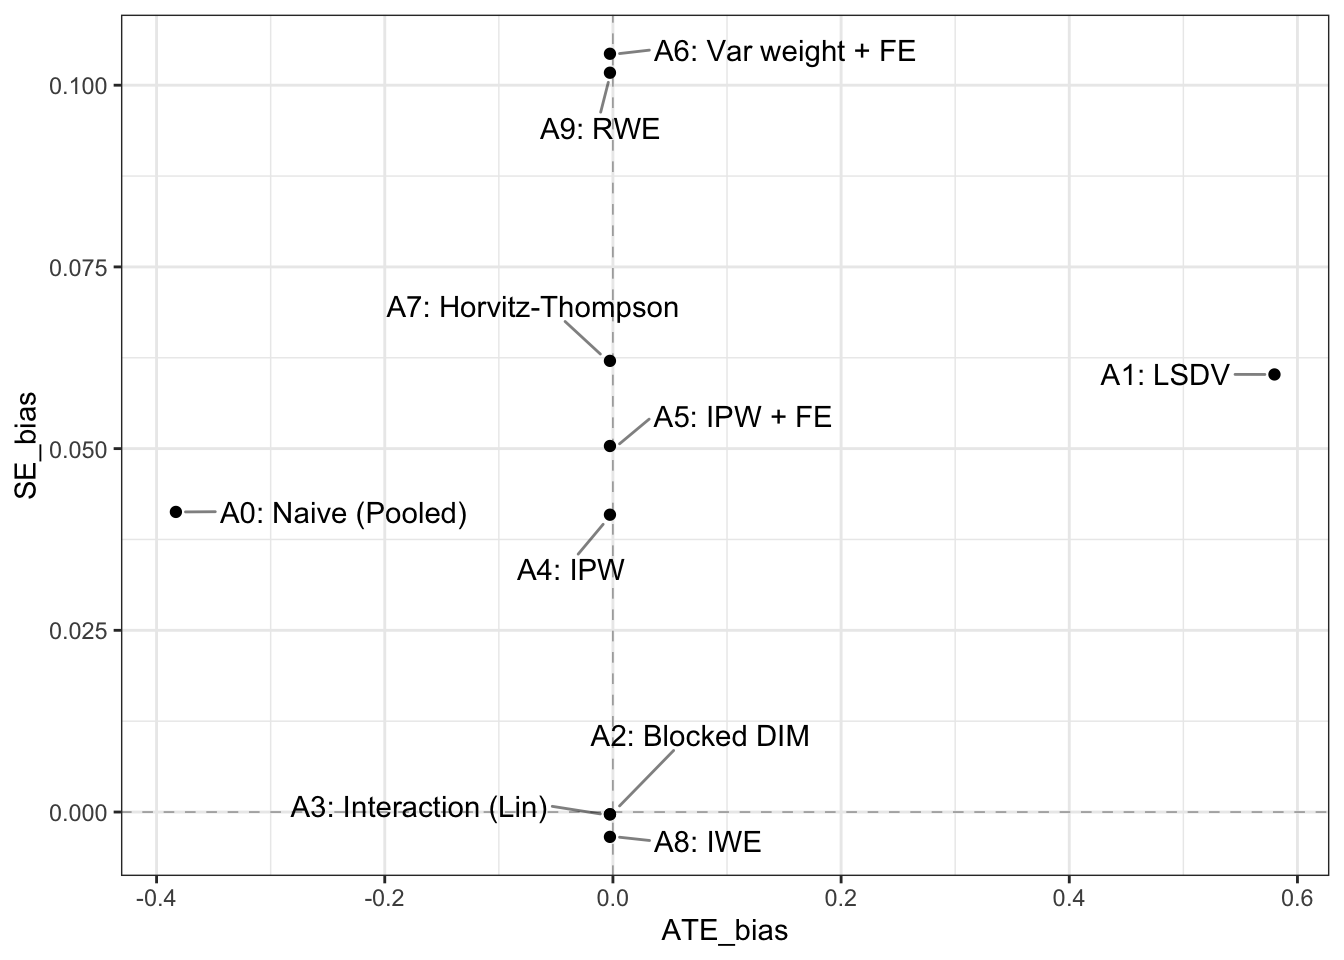 A6: Var weight + FE
0.100
A9: RWE
0.075
A7: Horvitz-Thompson
A1: LSDV
A5: IPW + FE
SE_bias
0.050
A0: Naive (Pooled)
A4: IPW
0.025
A2: Blocked DIM
A3: Interaction (Lin)
0.000
A8: IWE
-0.4
-0.2
0.0
0.2
0.4
0.6
ATE_bias